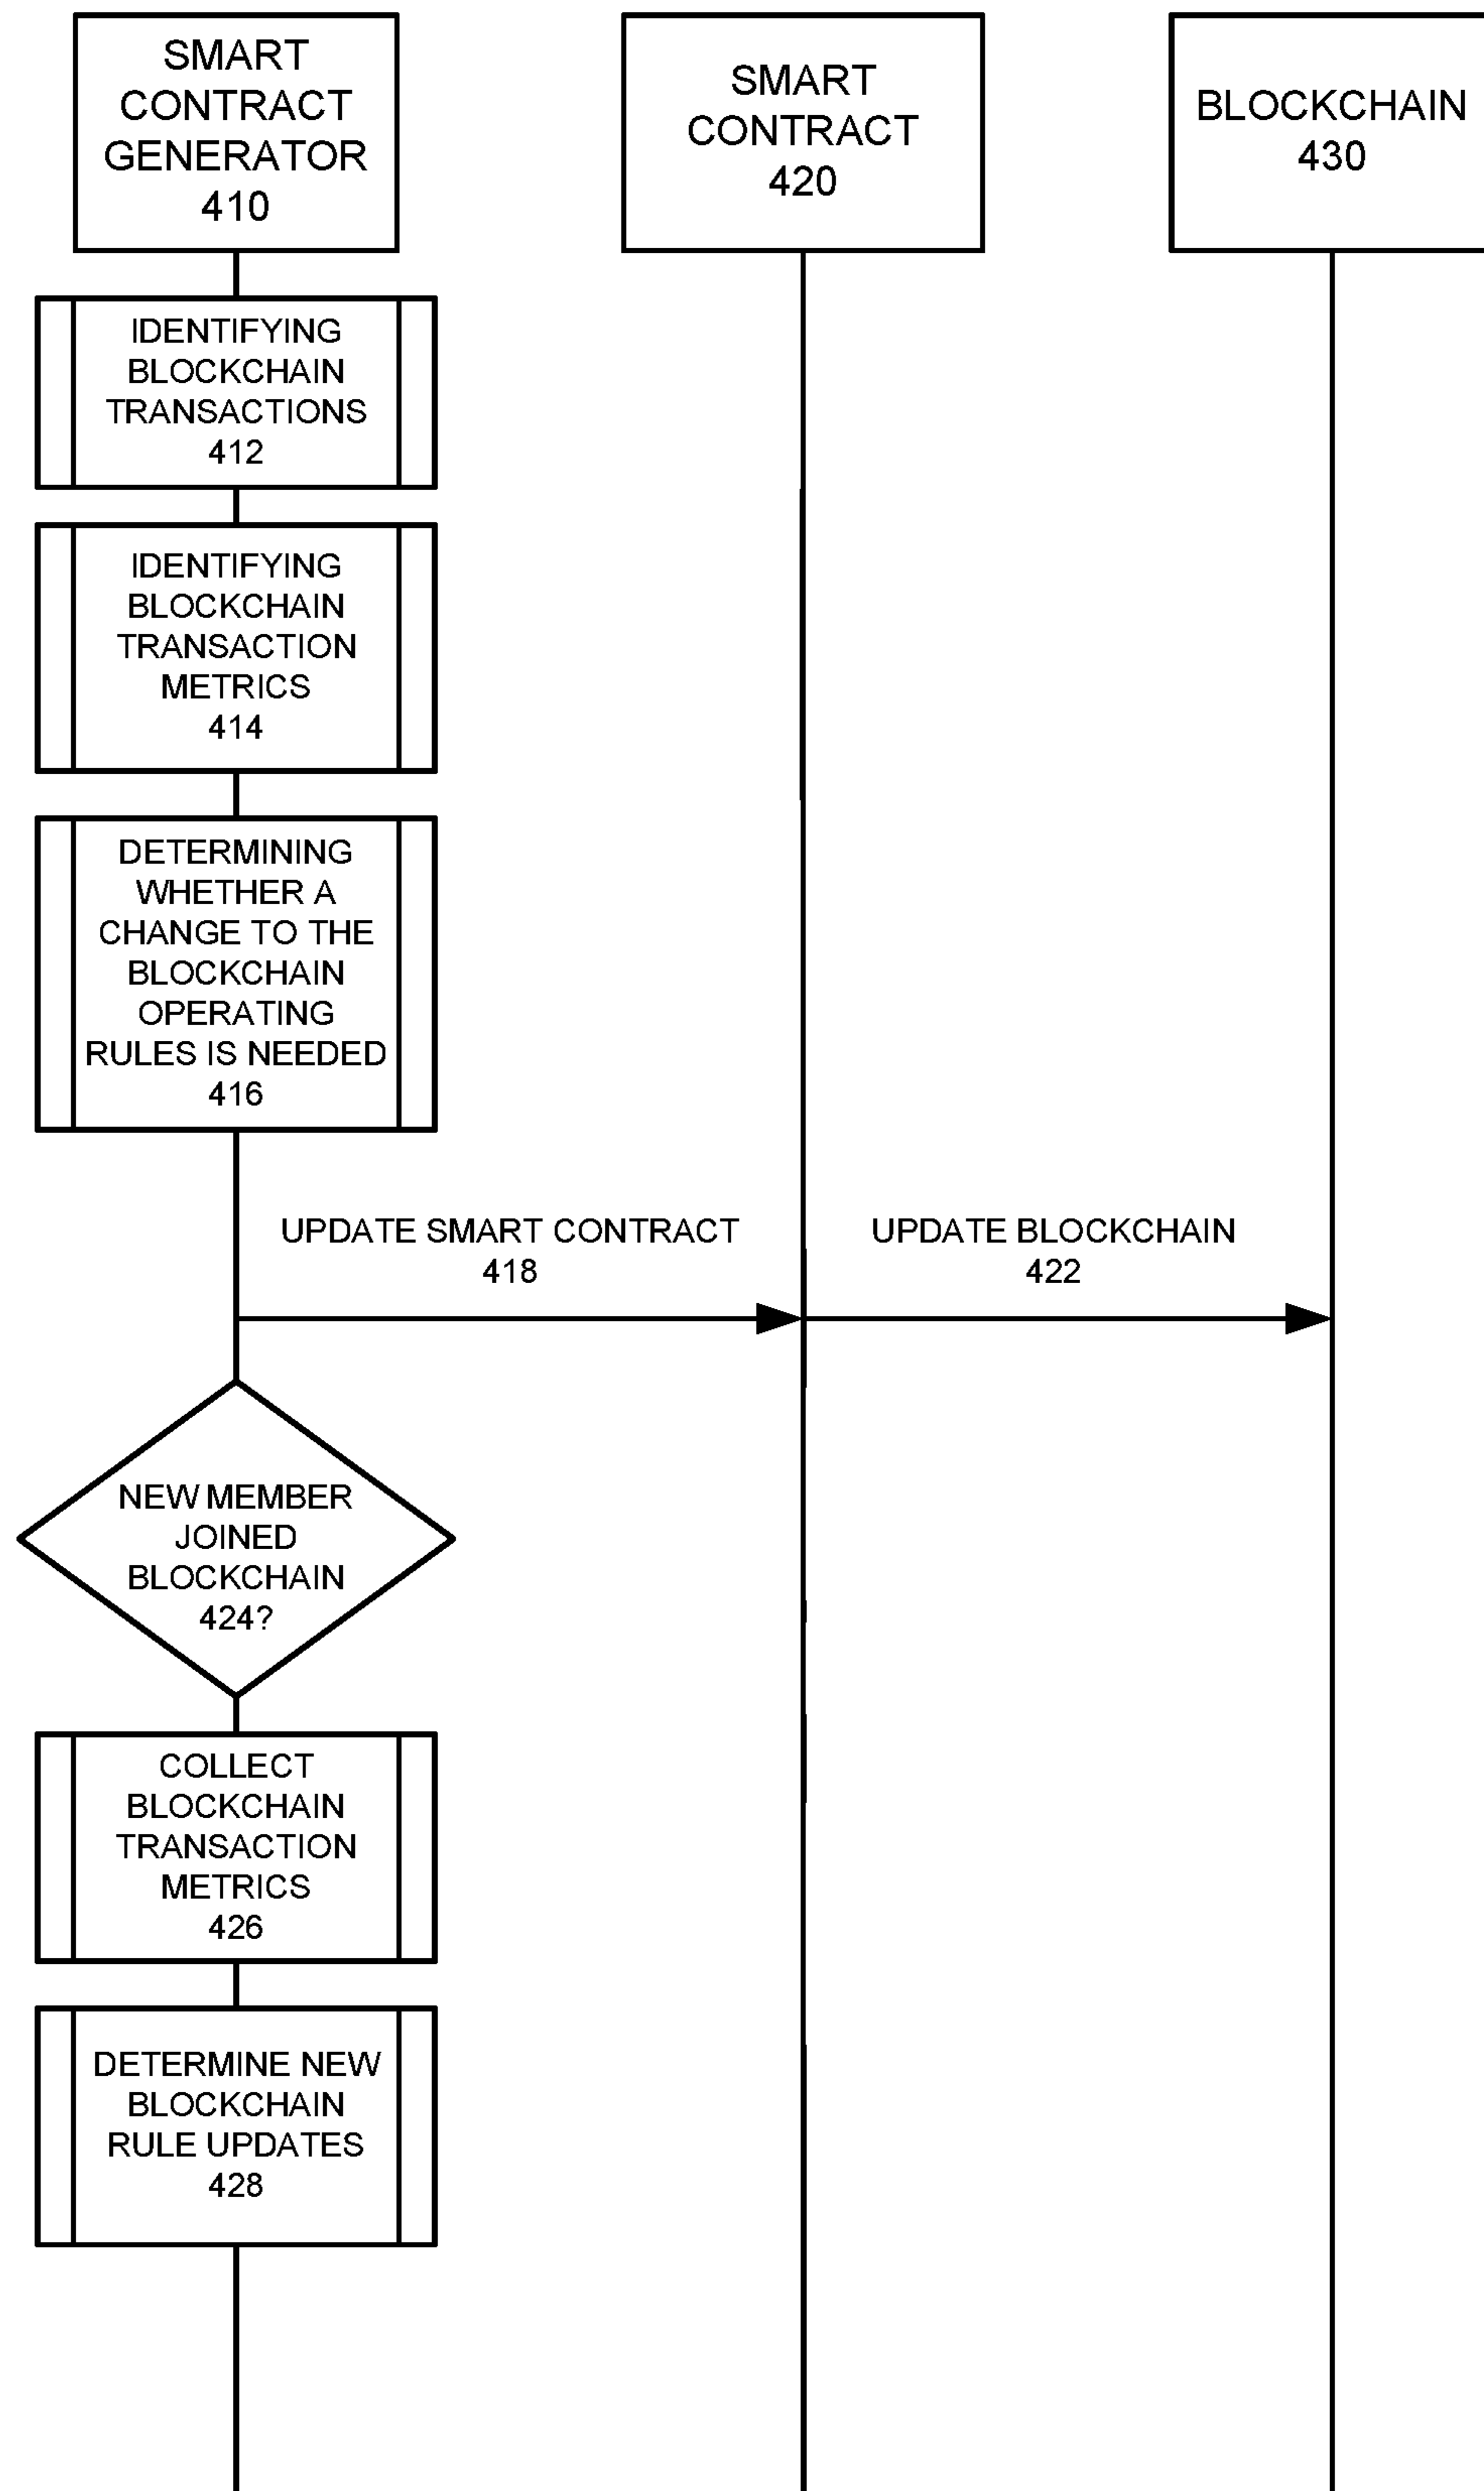 SMART
CONTRACT
GENERATOR
410
SMART
CONTRACT
420
BLOCKCHAIN
430
IDENTIFYING
BLOCKCHAIN
TRANSACTIONS
412
IDENTIFYING
BLOCKCHAIN
TRANSACTION
METRICS
414
DETERMINING
WHETHER A
CHANGE TO THE
BLOCKCHAIN
OPERATING
RULES IS NEEDED
416
UPDATE SMART CONTRACT
418
UPDATE BLOCKCHAIN
422
NEW MEMBER
JOINED
BLOCKCHAIN
424?
COLLECT
BLOCKCHAIN
TRANSACTION
METRICS
426
DETERMINE NEW
BLOCKCHAIN
RULE UPDATES
428